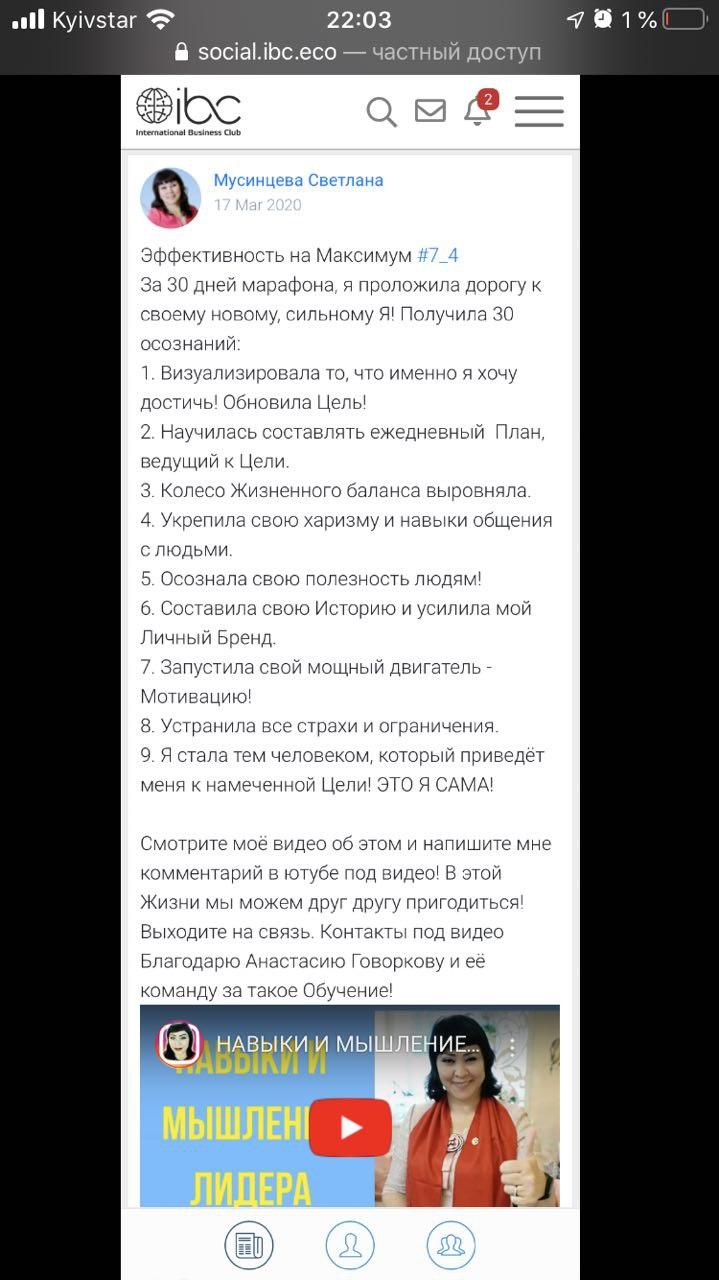 Kyivstar
22:03
1 %
social.ibc.eco — частный доступ
ibc
International Business Club
2
Мусинцева Светлана
17 Mar 2020
Эффективность на Максимум #7_4
За 30 дней марафона, я проложила дорогу к
своему новому, сильному Я! Получила 30
осознаний:
1. Визуализировала то, что именно я хочу
достичь! Обновила Цель!
2. Научилась составлять ежедневный План,
ведущий к Цели.
3. Колесо Жизненного баланса выровняла.
4. Укрепила свою харизму и навыки общения
с людьми.
5. Осознала свою полезность людям!
6. Составила свою Историю и усилила мой
Личный Бренд.
7. Запустила свой мощный двигатель -
Мотивацию!
8. Устранила все страхи и ограничения.
9. Я стала тем человеком, который приведёт
меня к намеченной Цели! ЭТО Я САМА!
Смотрите моё видео об этом и напишите мне
комментарий в ютубе под видео! В этой
Жизни мы можем друг другу пригодиться!
Выходите на связь. Контакты под видео
Благодарю Анастасию Говоркову и её
команду за такое Обучение!
НАВЫКИ И МЫШЛЕНИЕ...
НАВЫКИ И
МЫШЛЕНИ
ЛИДЕРА